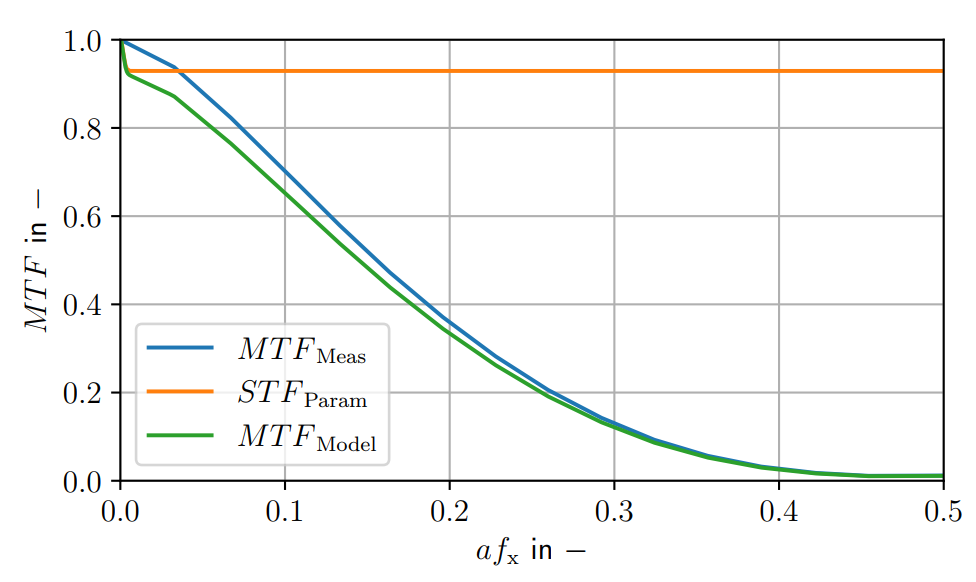 1.0
0.8
0.6
0.4
0.2
0.0
MTF in −
MTF_Meas
STF_Param
MTF_Model
0.0 0.1 0.2 0.3 0.4 0.5
af_x in −